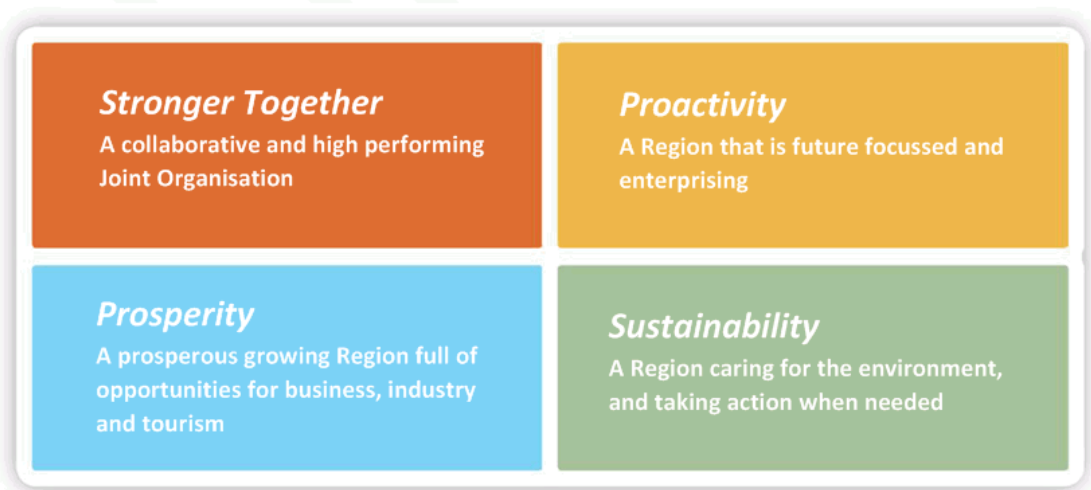 Stronger Together
A collaborative and high performing
Joint Organisation
Proactivity
A Region that is future focussed and
enterprising
Prosperity
A prosperous growing Region full of
opportunities for business, industry
and tourism
Sustainability
A Region caring for the environment,
and taking action when needed